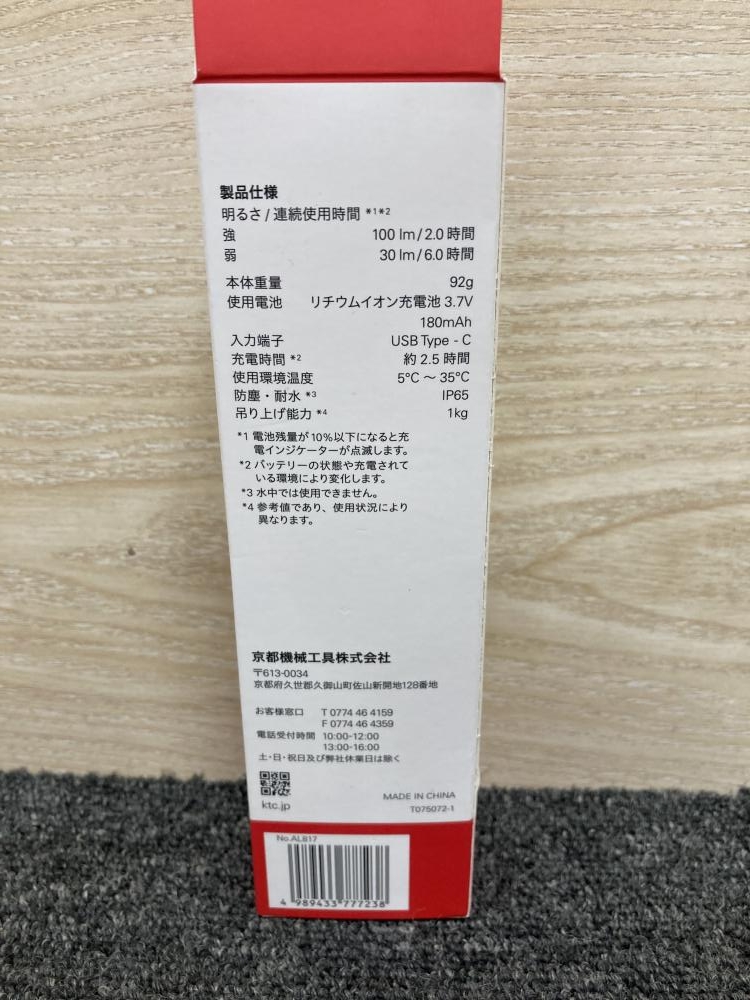 製品仕様
明るさ / 連続使用時間 *1*2
強 100 lm / 2.0 時間
弱 30 lm / 6.0 時間
本体重量 92g
使用電池 リチウムイオン充電池 3.7V
180mAh
入力端子 USB Type - C
充電時間 *2 約 2.5 時間
使用環境温度 5℃ ～ 35℃
防塵・耐水 *3 IP65
吊り上げ能力 *4 1kg
*1 電池残量が10%以下になると充
電インジケーターが点滅します。
*2 バッテリーの状態や充電されて
いる環境により変化します。
*3 水中では使用できません。
*4 参考値であり、使用状況により
異なります。
京都機械工具株式会社
〒613-0034
京都府久世郡久御山町佐山新開地128番地
お客様窓口 T 0774 46 4159
F 0774 46 4359
電話受付時間 10:00-12:00
13:00-16:00
土・日・祝日及び弊社休業日は除く
ktc.jp
MADE IN CHINA
T075072-1
No.ALB17
4 989433 777238